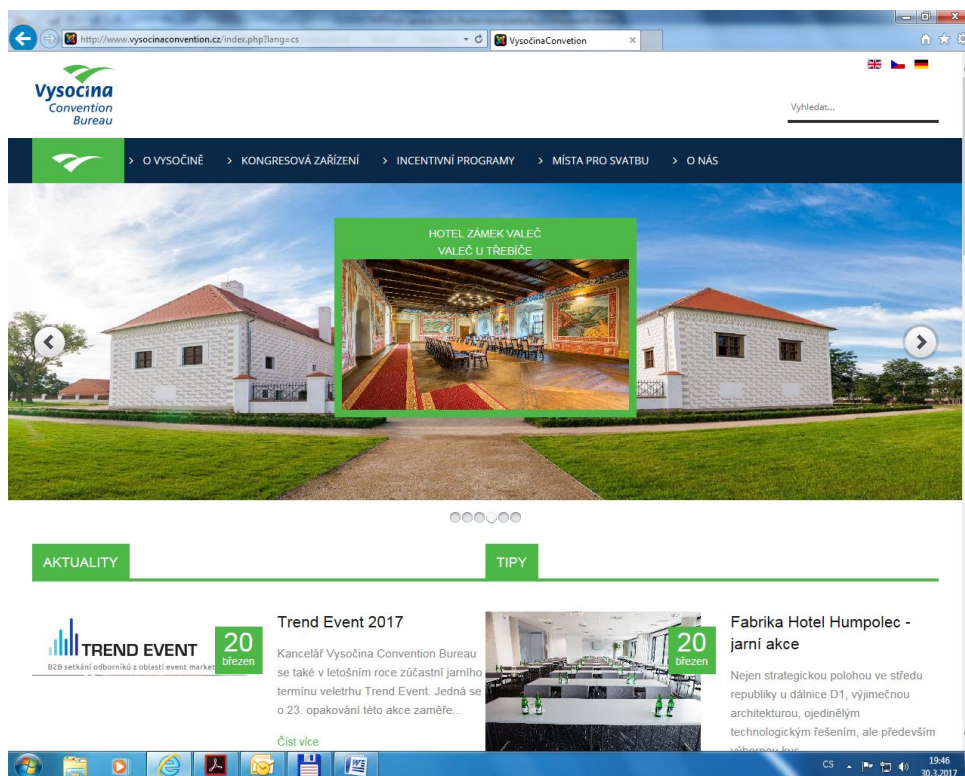 http://www.vysocinaconvention.cz/index.php?lang=cs
VysočinaConvetion
Vysocina
Convention
Bureau
Vyhledat...
O VYSOČINĚ
KONGRESOVÁ ZAŘÍZENÍ
INCENTIVNÍ PROGRAMY
MÍSTA PRO SVATBU
O NÁS
HOTEL ZÁMEK VALEČ
VALEČ U TŘEBÍČE
AKTUALITY
TIPY
TREND EVENT
B2B setkání odborníků z oblasti event market
20
březen
Trend Event 2017
Kancelář Vysočina Convention Bureau
se také v letošním roce zúčastní jarního
termínu veletrhu Trend Event. Jedná se
o 23. opakování této akce zaměře...
Číst více
20
březen
Fabrika Hotel Humpolec -
jarní akce
Nejen strategickou polohou ve středu
republiky u dálnice D1, výjimečnou
architekturou, ojedinělým
technologickým řešením, ale především
CS
19:46
30.3.2017